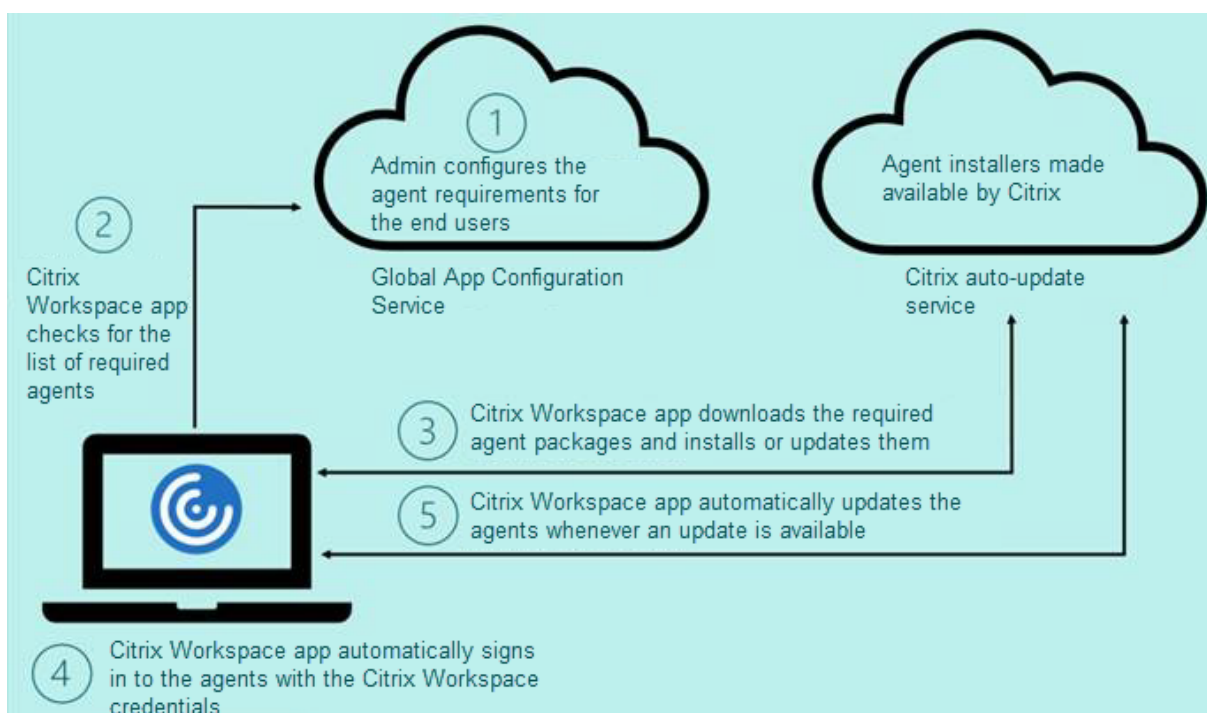 1
Admin configures the
agent requirements for
the end users
Global App Configuration
Service
Agent installers made
available by Citrix
Citrix auto-update
service
2
Citrix
Workspace app
checks for the
list of required
agents
3
Citrix Workspace app downloads the required
agent packages and installs or updates them
5
Citrix Workspace app automatically updates the
agents whenever an update is available
4
Citrix Workspace app automatically signs
in to the agents with the Citrix Workspace
credentials